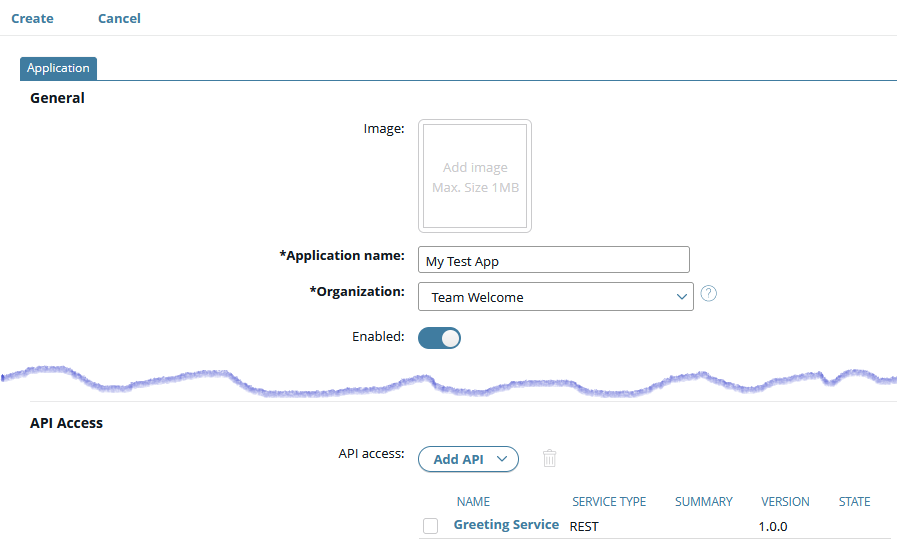 Create Cancel
Application
General
Image:
Add image
Max. Size 1MB
*Application name: My Test App
*Organization: Team Welcome ?
Enabled:
API Access
API access: Add API
NAME SERVICE TYPE SUMMARY VERSION STATE
Greeting Service REST 1.0.0